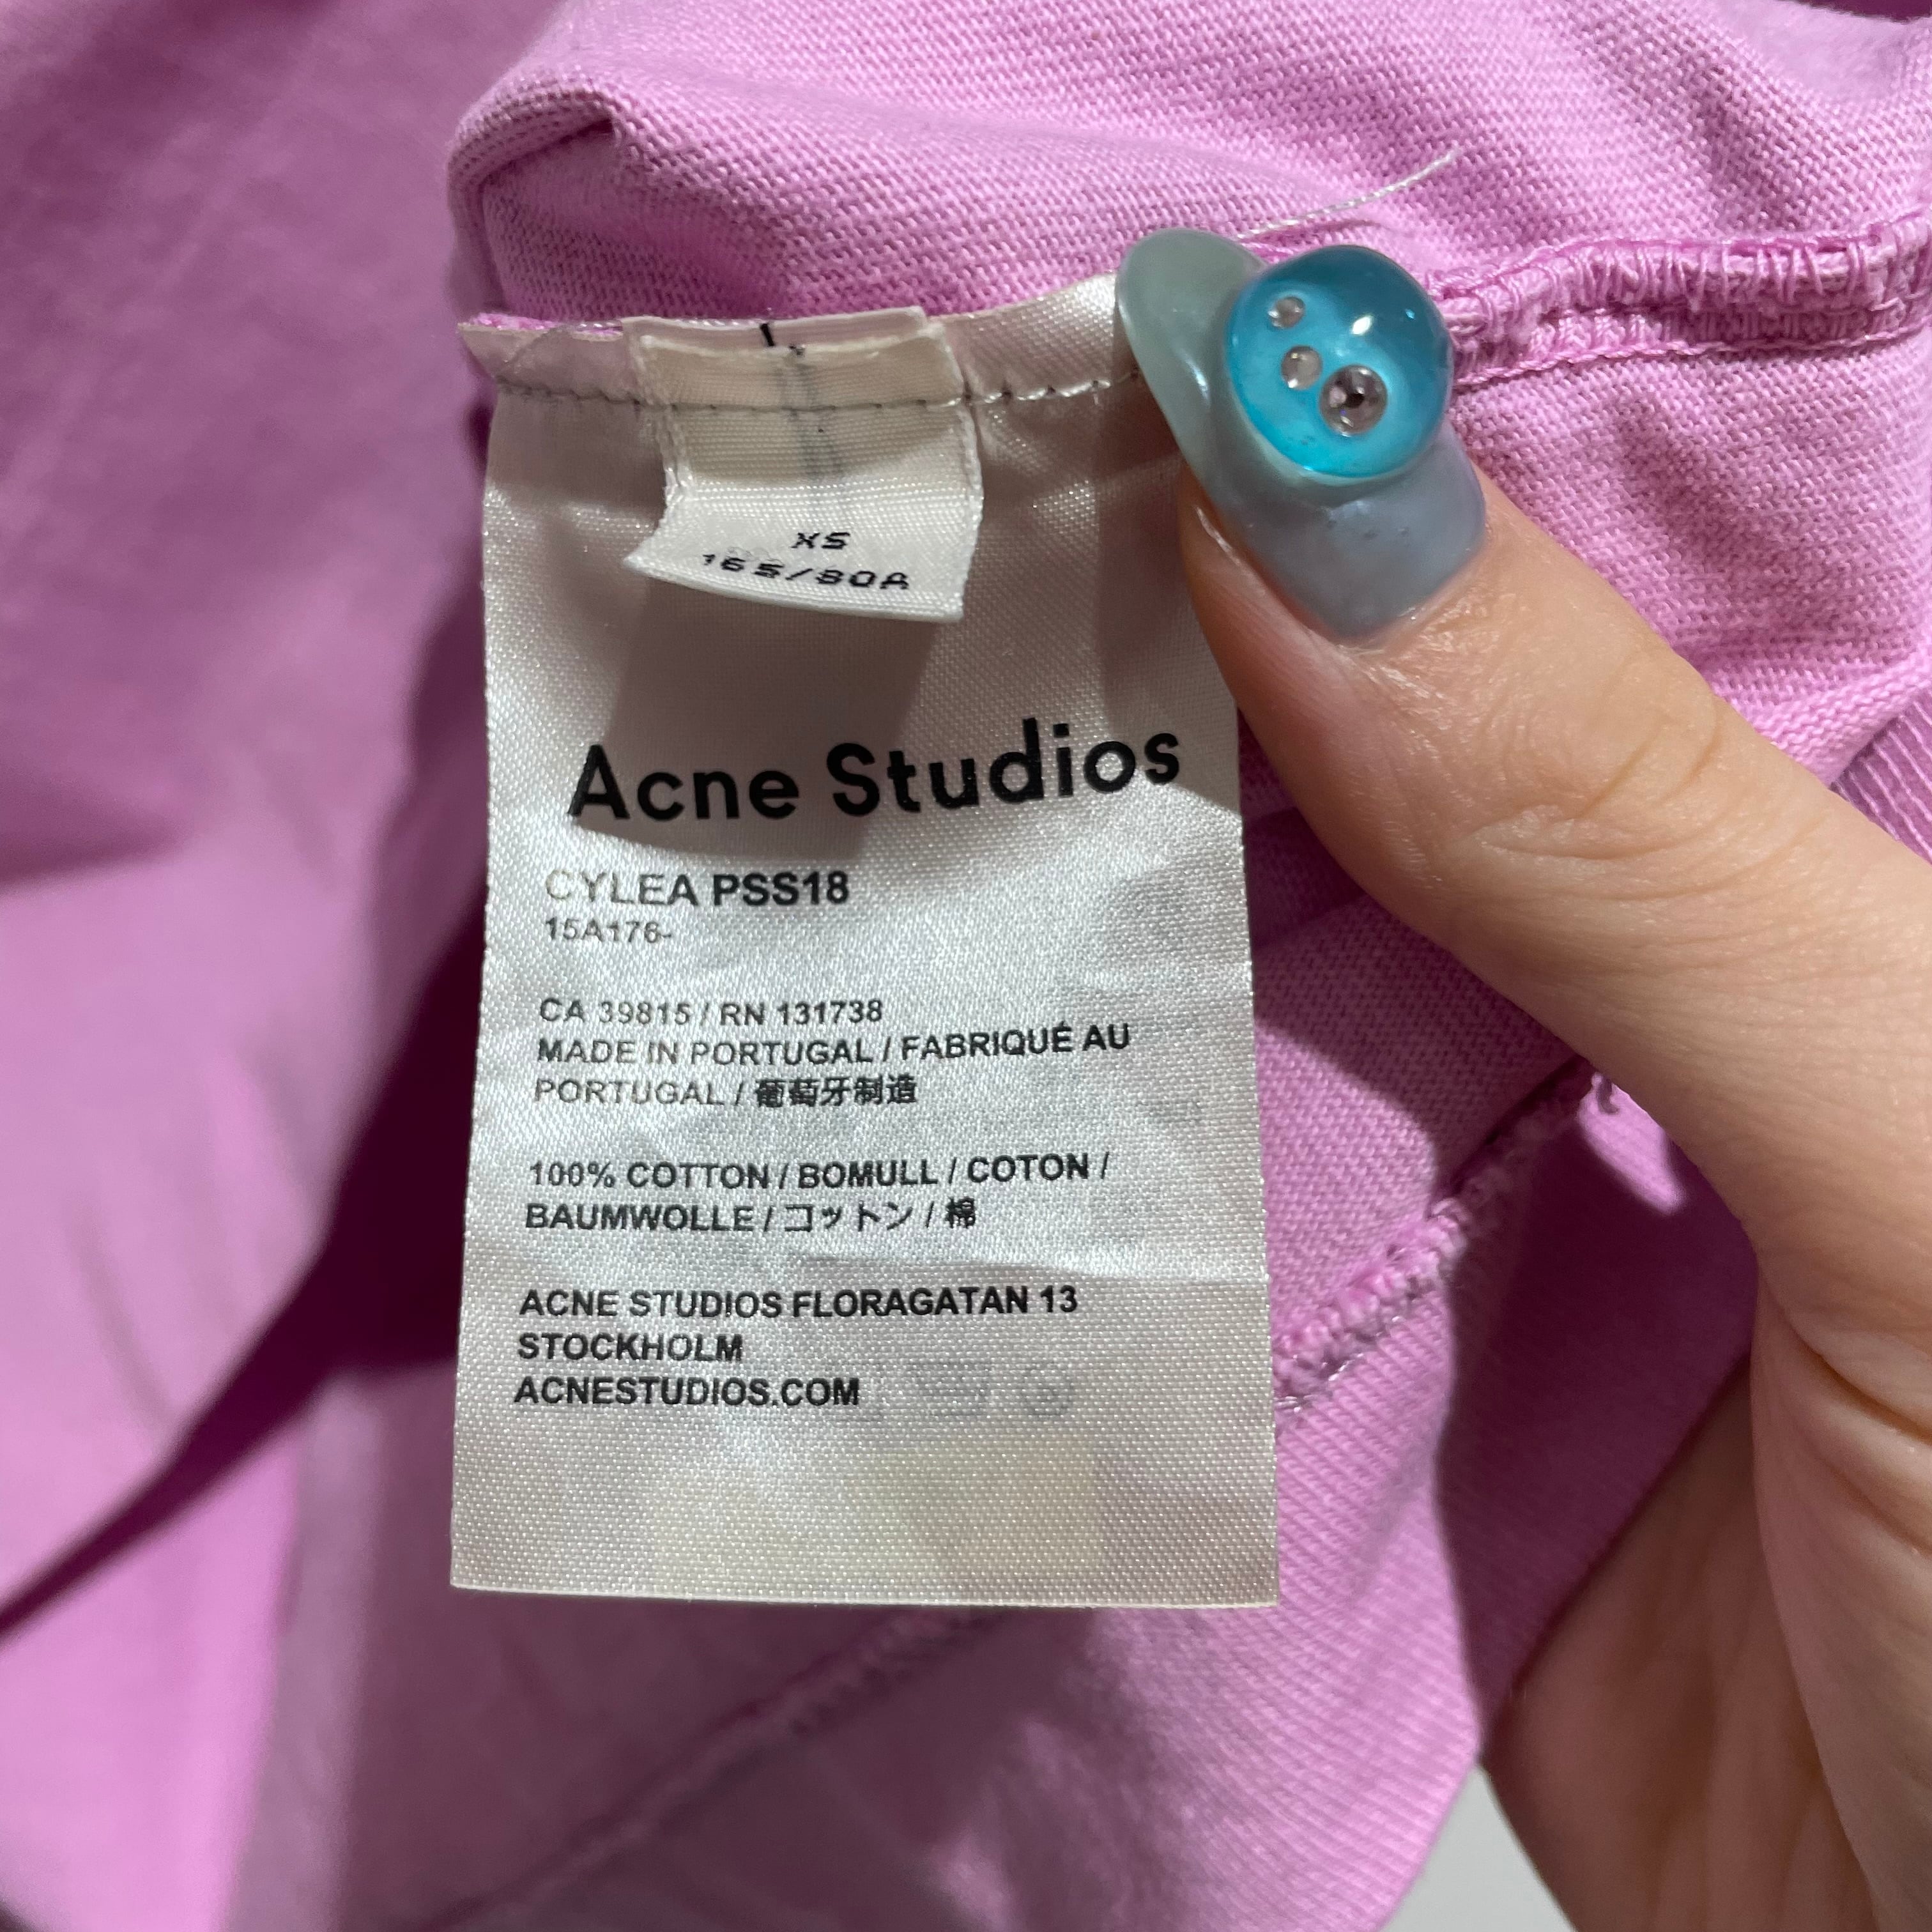 XS
165/80A
Acne Studios
CYLEA PSS18
15A176-
CA 39815 / RN 131738
MADE IN PORTUGAL / FABRIQUÉ AU
PORTUGAL / 葡萄牙制造
100% COTTON / BOMULL / COTON /
BAUMWOLLE / コットン / 棉
ACNE STUDIOS FLORAGATAN 13
STOCKHOLM
ACNESTUDIOS.COM